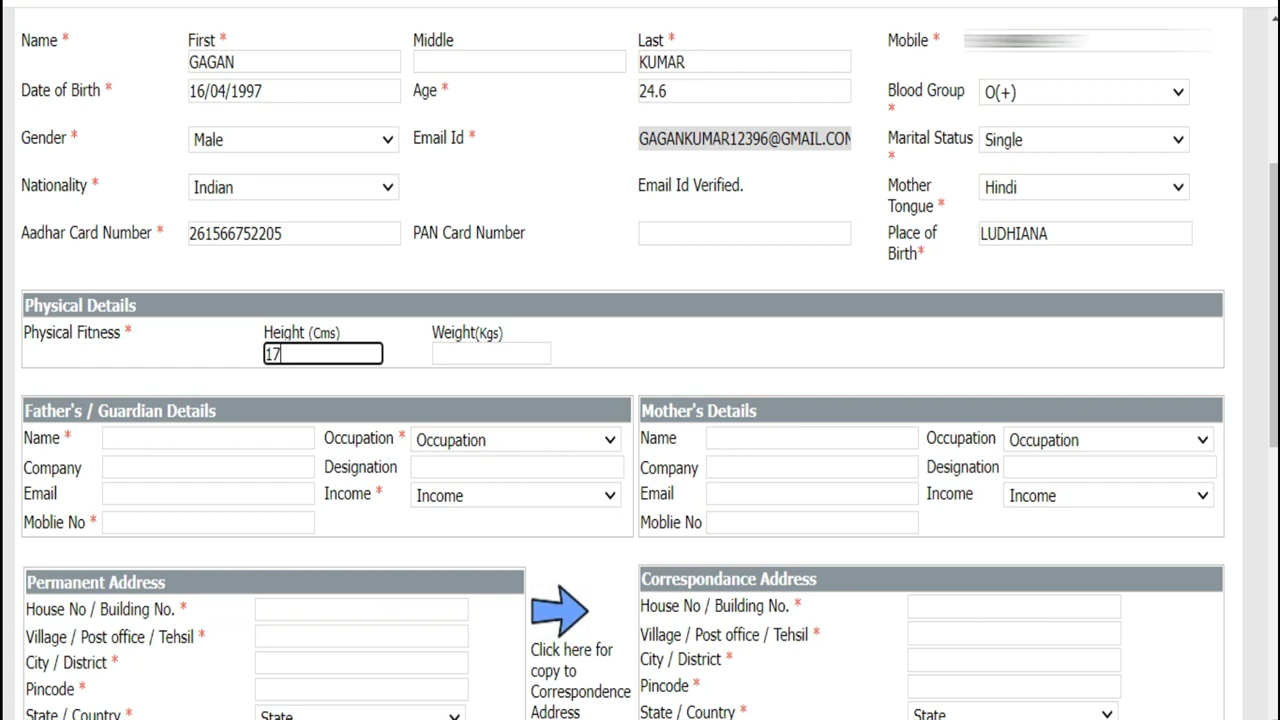 Name * First * Middle Last * Mobile *
GAGAN KUMAR
Date of Birth * 16/04/1997 Age * 24.6 Blood Group * O(+)
Gender * Male Email Id * GAGANKUMAR12396@GMAIL.COM Marital Status * Single
Nationality * Indian Email Id Verified. Mother Tongue * Hindi
Aadhar Card Number * 261566752205 PAN Card Number Place of Birth* LUDHIANA
Physical Details
Physical Fitness * Height (Cms) Weight(Kgs)
17
Father's / Guardian Details
Name * Occupation * Occupation
Company Designation
Email Income * Income
Moblie No *
Mother's Details
Name Occupation Occupation
Company Designation
Email Income Income
Moblie No
Permanent Address
House No / Building No. *
Village / Post office / Tehsil *
City / District *
Pincode *
State / Country * State
Click here for
copy to
Correspondence
Address
Correspondance Address
House No / Building No. *
Village / Post office / Tehsil *
City / District *
Pincode *
State / Country * State